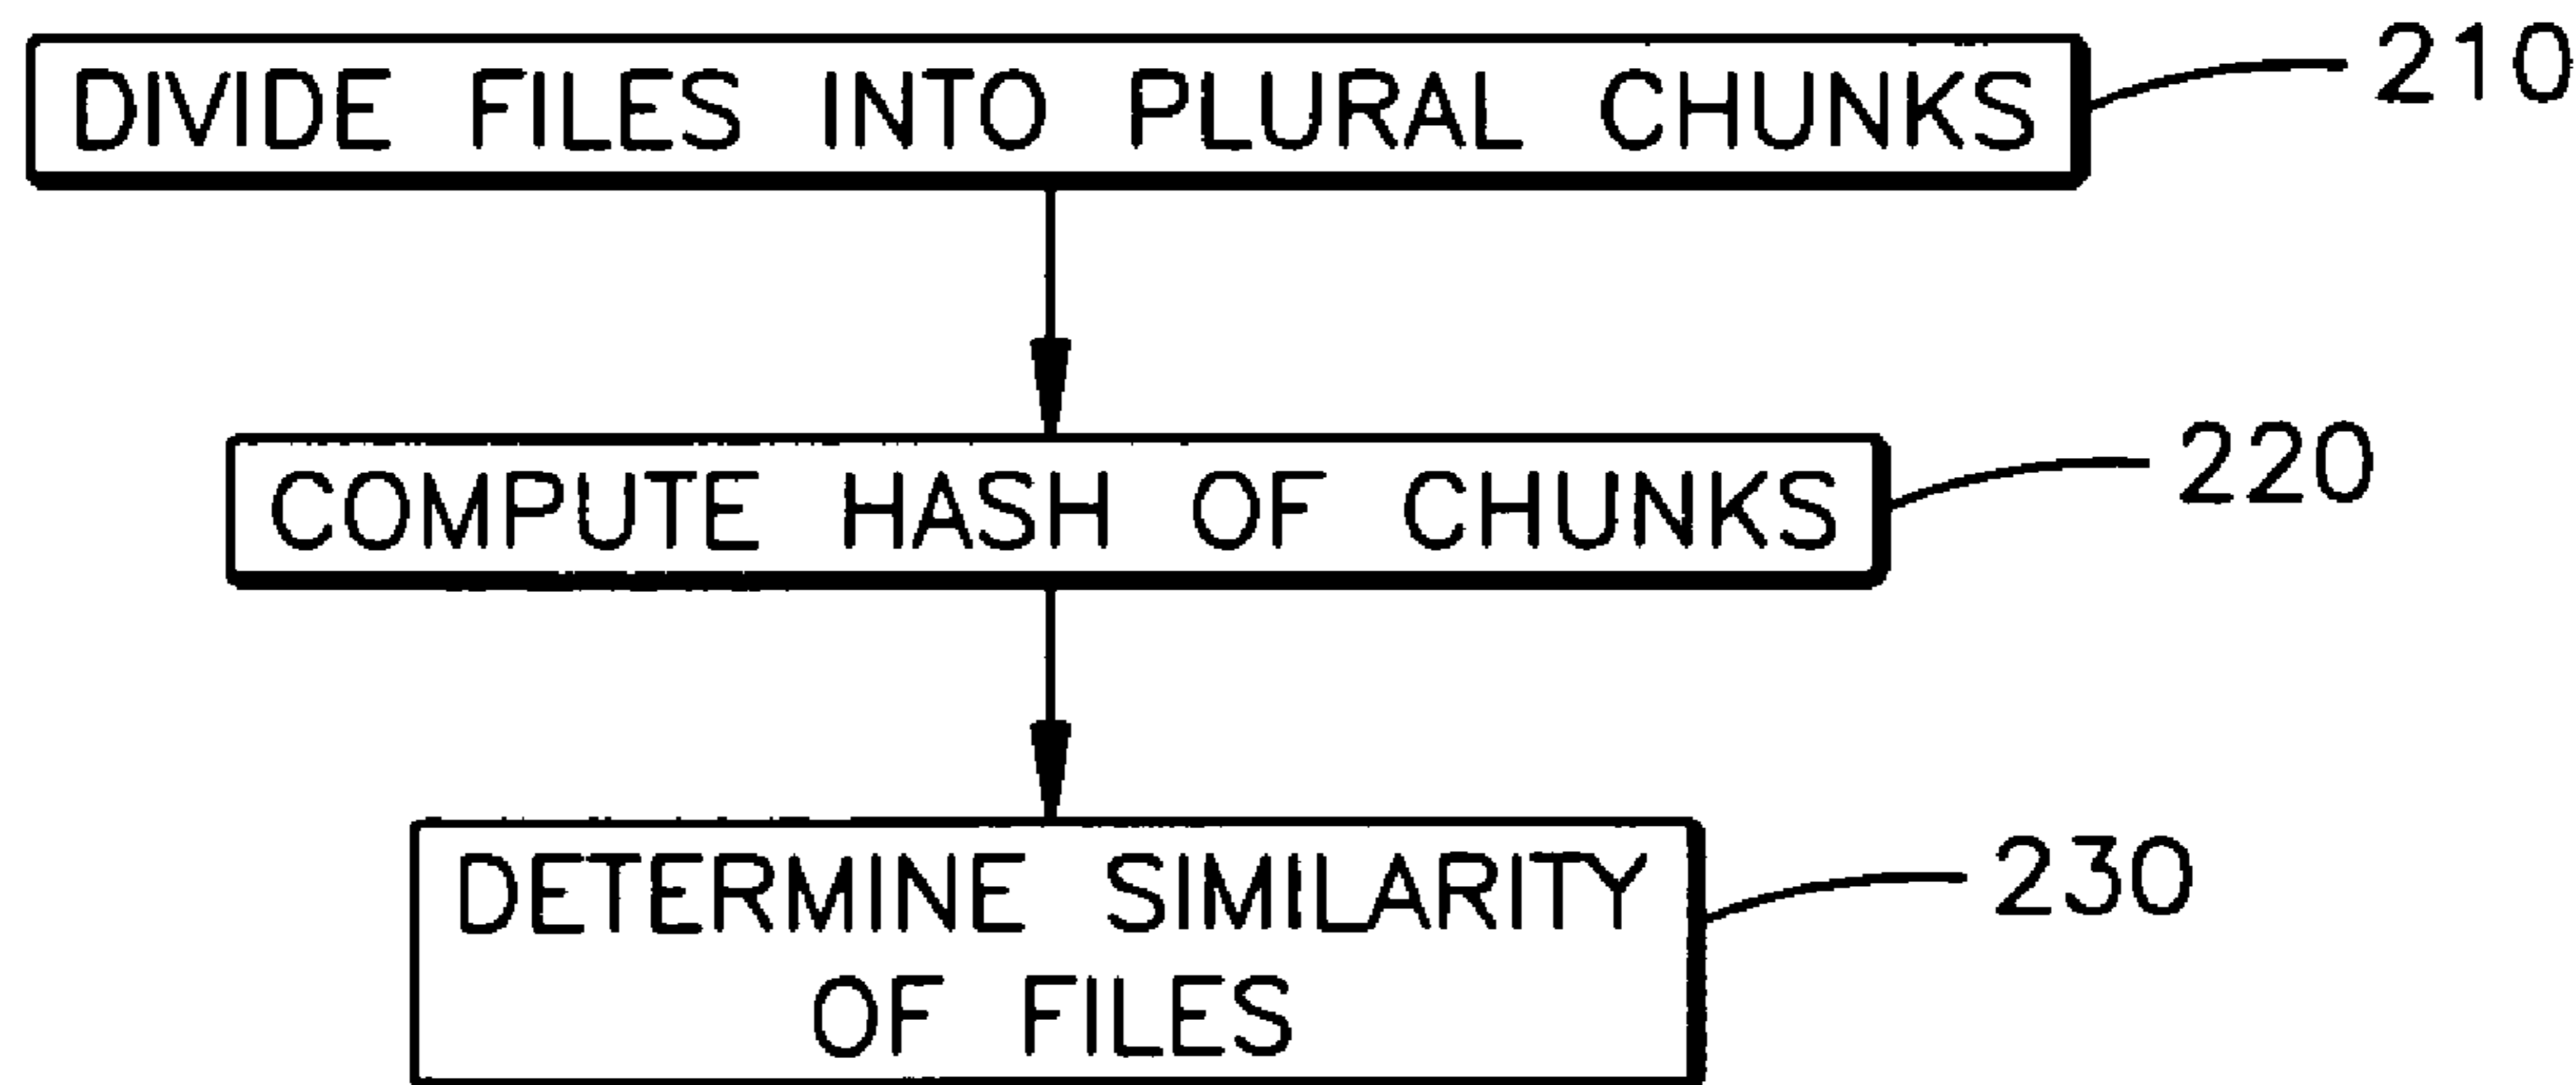 DIVIDE FILES INTO PLURAL CHUNKS 210
COMPUTE HASH OF CHUNKS 220
DETERMINE SIMILARITY 230
OF FILES